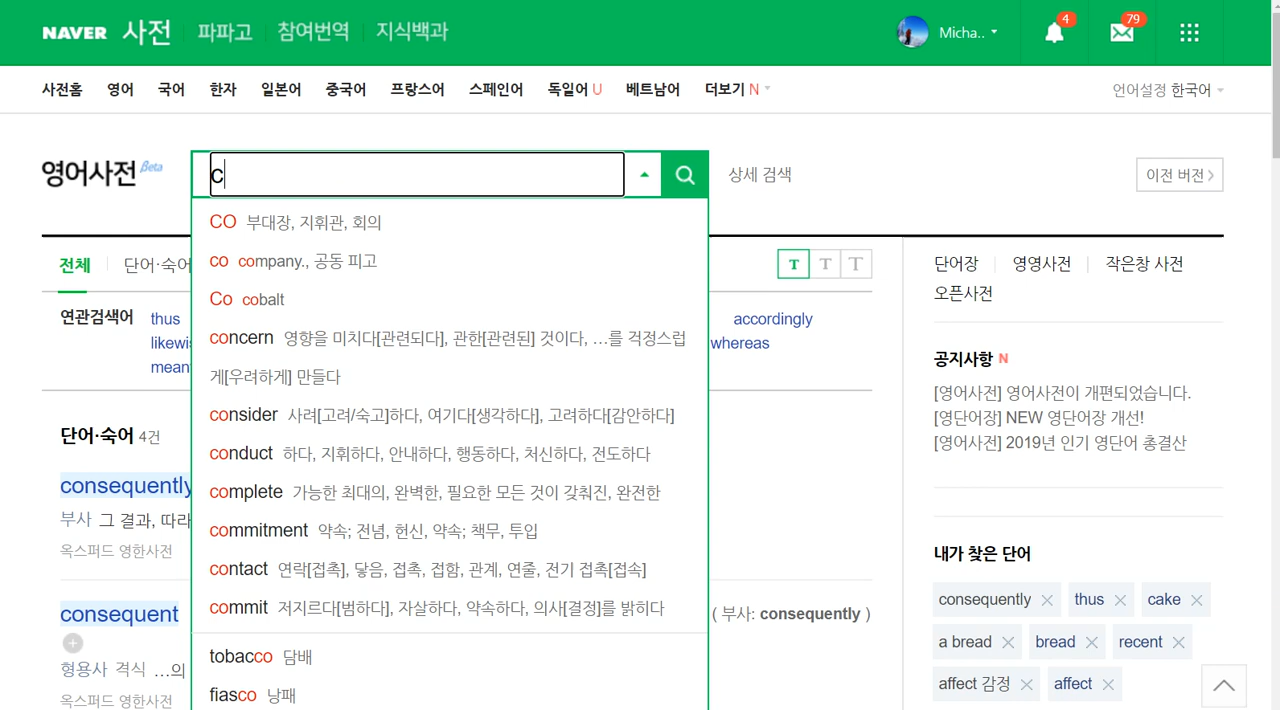 NAVER 사전 파파고 참여번역 지식백과
Micha.. 4 79
사전홈 영어 국어 한자 일본어 중국어 프랑스어 스페인어 독일어 U 베트남어 더보기 N
언어설정 한국어
영어사전 Beta
c
상세 검색
이전 버전
CO 부대장, 지휘관, 회의
co company., 공동 피고
Co cobalt
concern 영향을 미치다[관련되다], 관한[관련된] 것이다, …를 걱정스럽
게[우려하게] 만들다
consider 사려[고려/숙고]하다, 여기다[생각하다], 고려하다[감안하다]
conduct 하다, 지휘하다, 안내하다, 행동하다, 처신하다, 전도하다
complete 가능한 최대의, 완벽한, 필요한 모든 것이 갖춰진, 완전한
commitment 약속; 전념, 헌신, 약속; 책무, 투입
contact 연락[접촉], 닿음, 접촉, 접함, 관계, 연줄, 전기 접촉[접속]
commit 저지르다[범하다], 자살하다, 약속하다, 의사[결정]를 밝히다
tobacco 담배
fiasco 낭패
전체 단어·숙어
T T T
연관검색어 thus
accordingly
whereas
단어·숙어 4건
consequently
부사 그 결과, 따라
옥스퍼드 영한사전
consequent
( 부사: consequently )
형용사 격식 …의
옥스퍼드 영한사전
단어장 영영사전 작은창 사전
오픈사전
공지사항 N
[영어사전] 영어사전이 개편되었습니다.
[영단어장] NEW 영단어장 개선!
[영어사전] 2019년 인기 영단어 총결산
내가 찾은 단어
consequently thus cake
a bread bread recent
affect 감정 affect